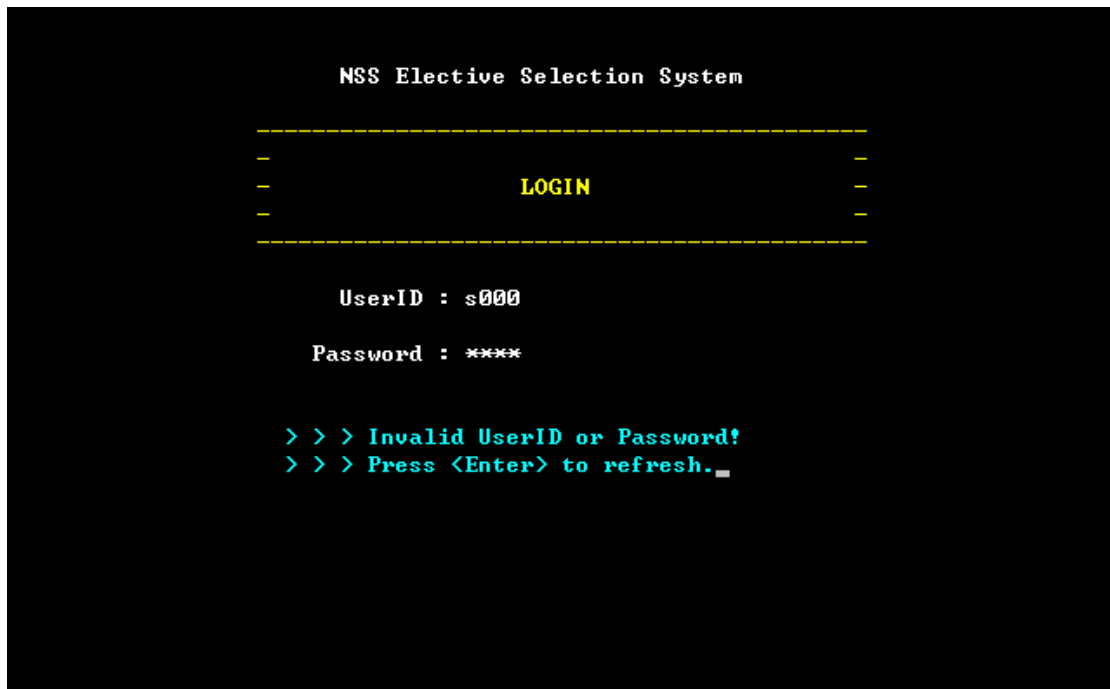 NSS Elective Selection System
LOGIN
UserID : s000
Password : ****
> > > Invalid UserID or Password!
> > > Press <Enter> to refresh.